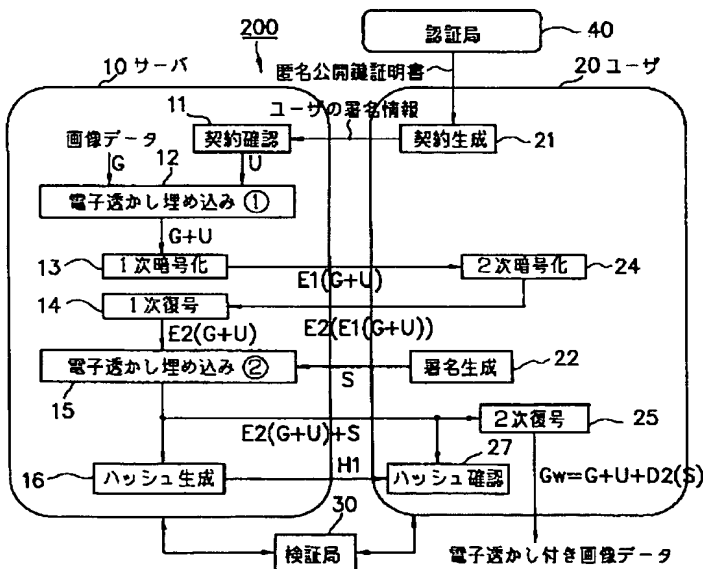 200
認証局
40
10 サーバ
匿名公開鍵証明書
20 ユーザ
11
ユーザの署名情報
画像データ
契約確認
契約生成
21
G
12
U
電子透かし埋め込み ①
G+U
13
1次暗号化
2次暗号化
24
E1(G+U)
14
1次復号
E2(G+U)
E2(E1(G+U))
電子透かし埋め込み ②
署名生成
22
15
S
2次復号
25
E2(G+U)+S
27
16
ハッシュ生成
H1
ハッシュ確認
Gw=G+U+D2(S)
30
検証局
電子透かし付き画像データ